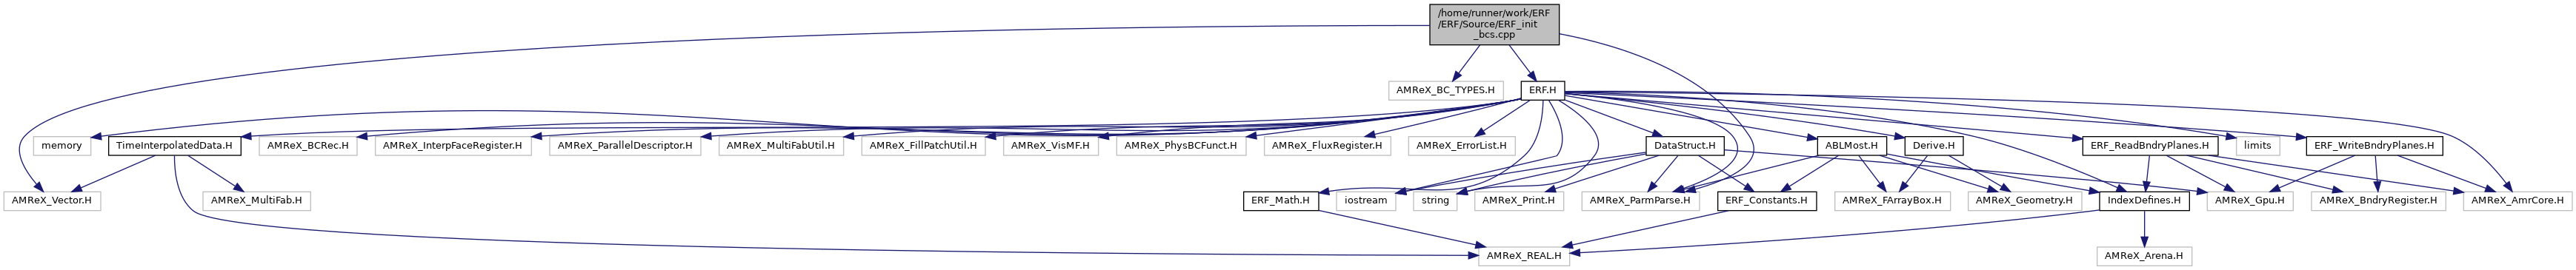 /home/runner/work/ERF
/ERF/Source/ERF_init
_bcs.cpp
AMReX_BC_TYPES.H
ERF.H
memory
TimeInterpolatedData.H
AMReX_BCRec.H
AMReX_InterpFaceRegister.H
AMReX_ParallelDescriptor.H
AMReX_MultiFabUtil.H
AMReX_FillPatchUtil.H
AMReX_VisMF.H
AMReX_PhysBCFunct.H
AMReX_FluxRegister.H
AMReX_ErrorList.H
DataStruct.H
ABLMost.H
Derive.H
ERF_ReadBndryPlanes.H
limits
ERF_WriteBndryPlanes.H
AMReX_Vector.H
AMReX_MultiFab.H
ERF_Math.H
iostream
string
AMReX_Print.H
AMReX_ParmParse.H
ERF_Constants.H
AMReX_FArrayBox.H
AMReX_Geometry.H
IndexDefines.H
AMReX_Gpu.H
AMReX_BndryRegister.H
AMReX_AmrCore.H
AMReX_REAL.H
AMReX_Arena.H